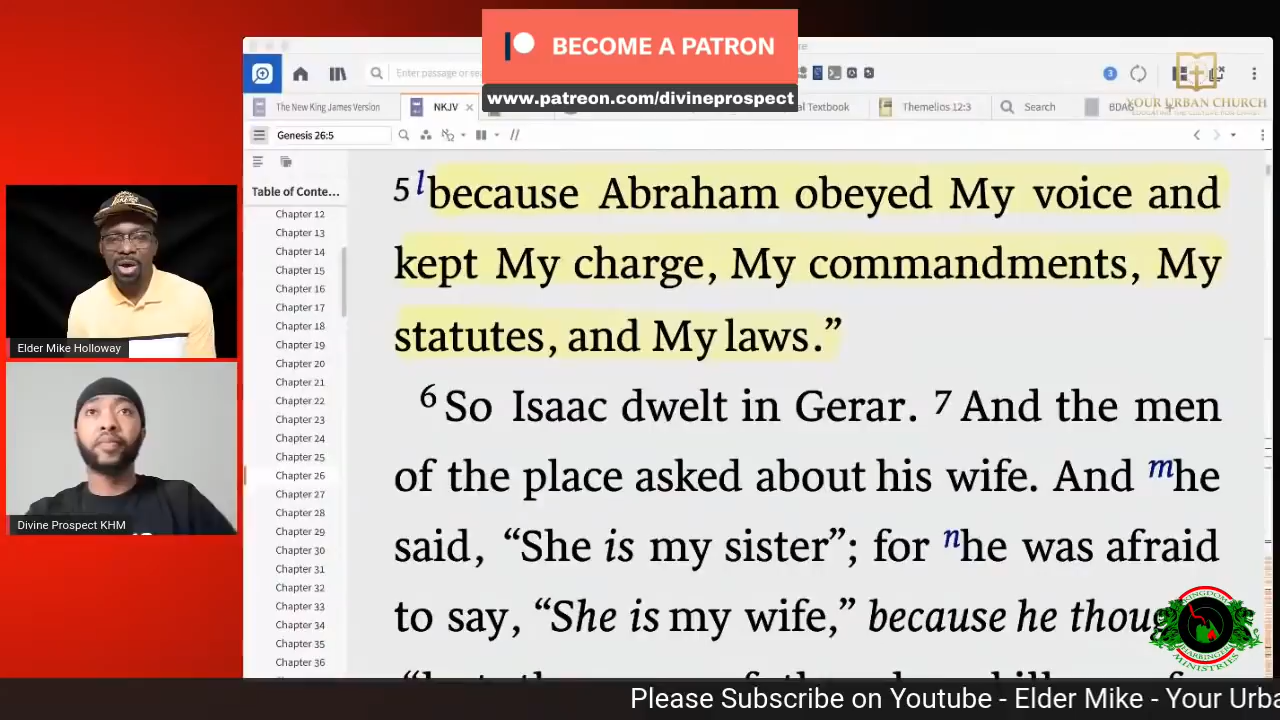 BECOME A PATRON
www.patreon.com/divineprospect
Enter passage or sea
3
YOUR URBAN CHURCH
The New King James Version
NKJV
al Textbook
Themelios 12:3
Search
BDAG
Genesis 26:5
Table of Conte...
Chapter 12
Chapter 13
Chapter 14
Chapter 15
Chapter 16
Chapter 17
Chapter 18
Chapter 19
Chapter 20
Chapter 21
Chapter 22
Chapter 23
Chapter 24
Chapter 25
Chapter 26
Chapter 27
Chapter 28
Chapter 29
Chapter 30
Chapter 31
Chapter 32
Chapter 33
Chapter 34
Chapter 35
Chapter 36
5 l because Abraham obeyed My voice and
kept My charge, My commandments, My
statutes, and My laws.”
6 So Isaac dwelt in Gerar. 7 And the men
of the place asked about his wife. And m he
said, “She is my sister”; for n he was afraid
to say, “She is my wife,” because he thoug
Elder Mike Holloway
Divine Prospect KHM
KINGDOM
HARBINGER
MINISTRIES
Please Subscribe on Youtube - Elder Mike - Your Urba